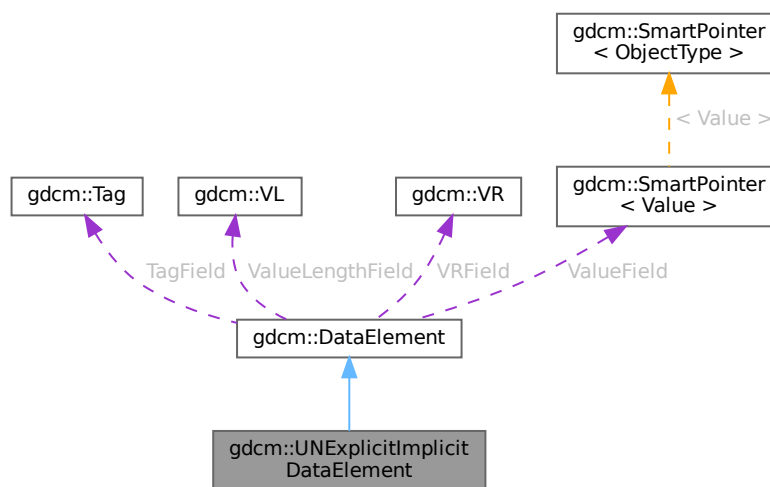 gdcm::SmartPointer
< ObjectType >
< Value >
gdcm::Tag
gdcm::VL
gdcm::VR
gdcm::SmartPointer
< Value >
TagField
ValueLengthField
VRField
ValueField
gdcm::DataElement
gdcm::UNExplicitImplicit
DataElement